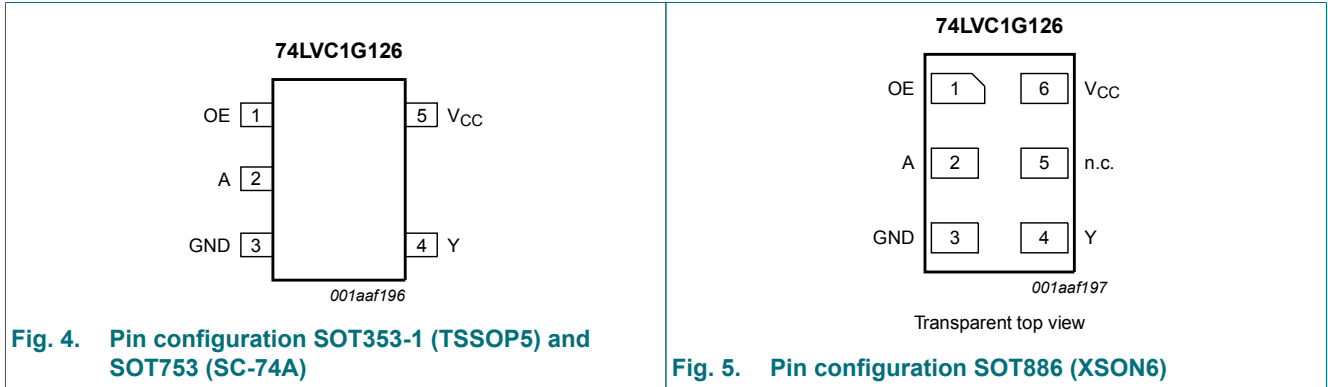 74LVC1G126
OE 1 5 VCC
A 2
GND 3 4 Y
001aaf196
Fig. 4. Pin configuration SOT353-1 (TSSOP5) and
SOT753 (SC-74A)
74LVC1G126
OE 1 6 VCC
A 2 5 n.c.
GND 3 4 Y
001aaf197
Transparent top view
Fig. 5. Pin configuration SOT886 (XSON6)